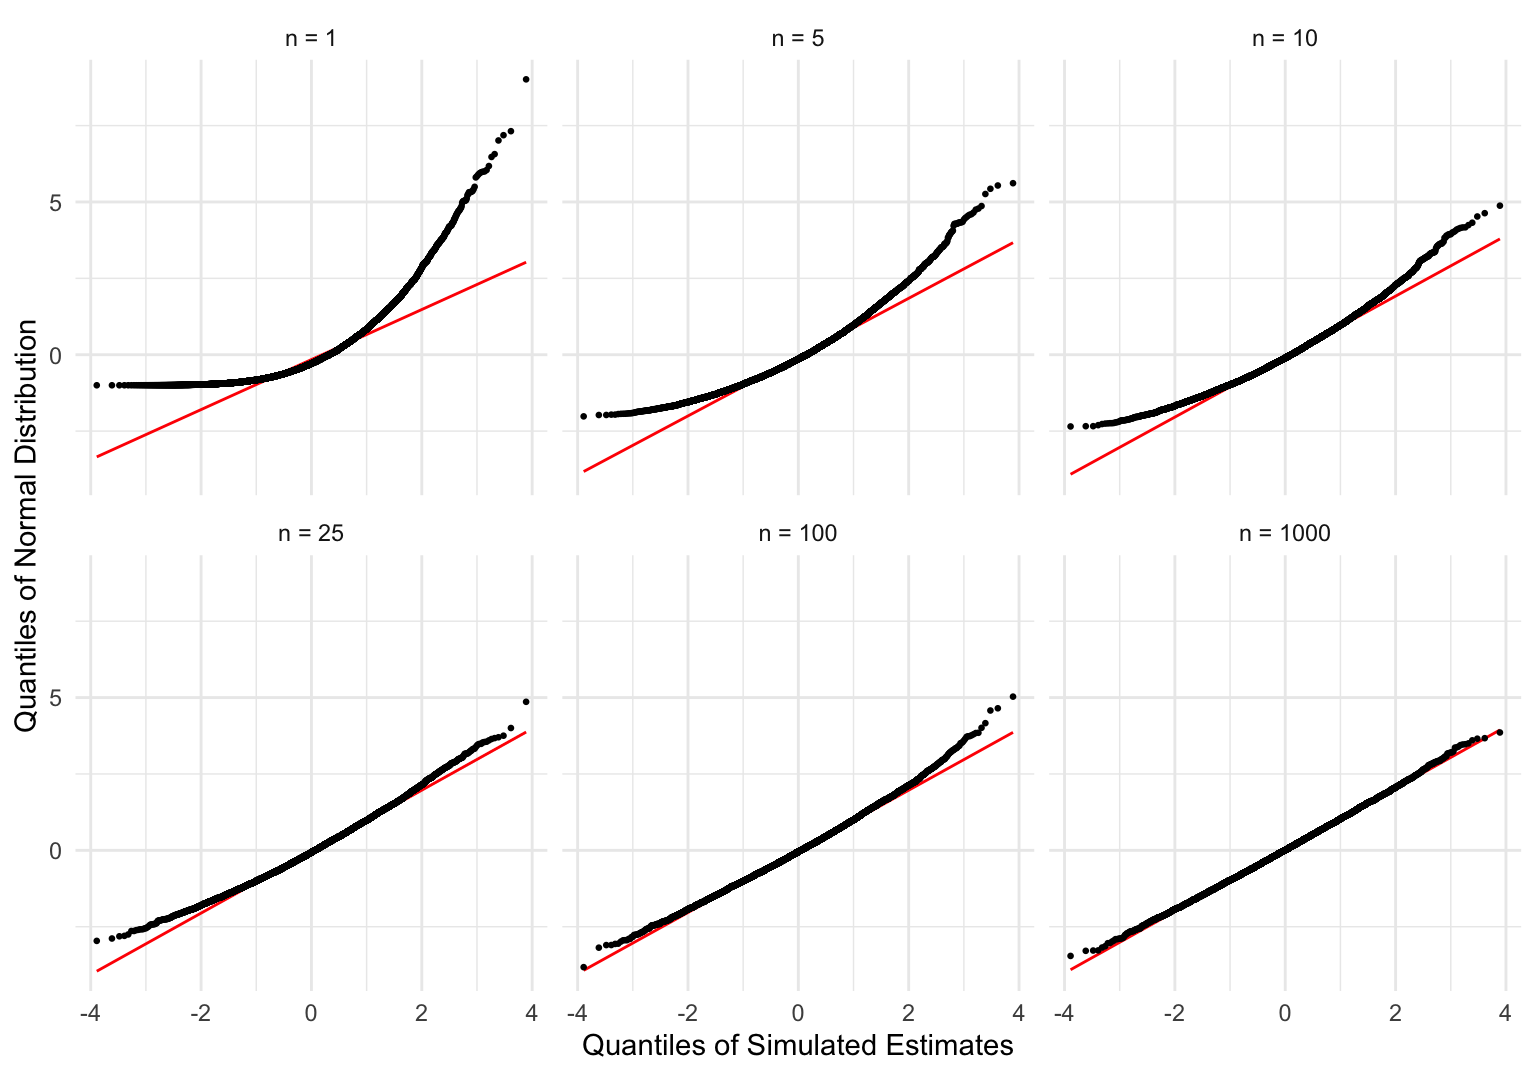 n = 1
n = 5
n = 10
5
0
n = 25
n = 100
n = 1000
5
0
-4
-2
0
2
4
-4
-2
0
2
4
-4
-2
0
2
4
Quantiles of Simulated Estimates
Quantiles of Normal Distribution